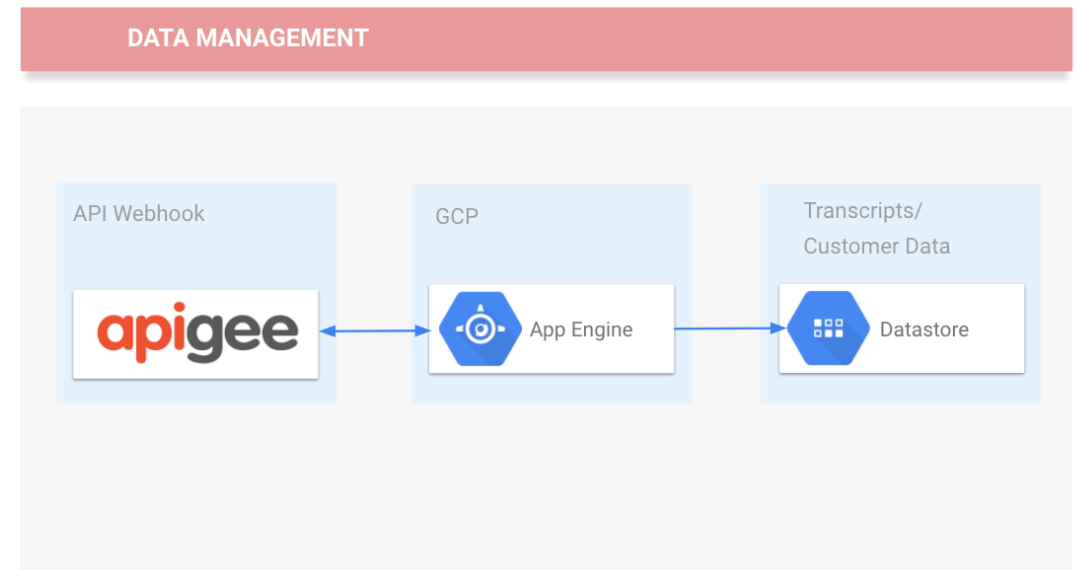 DATA MANAGEMENT
API Webhook
apigee
GCP
App Engine
Transcripts/
Customer Data
Datastore